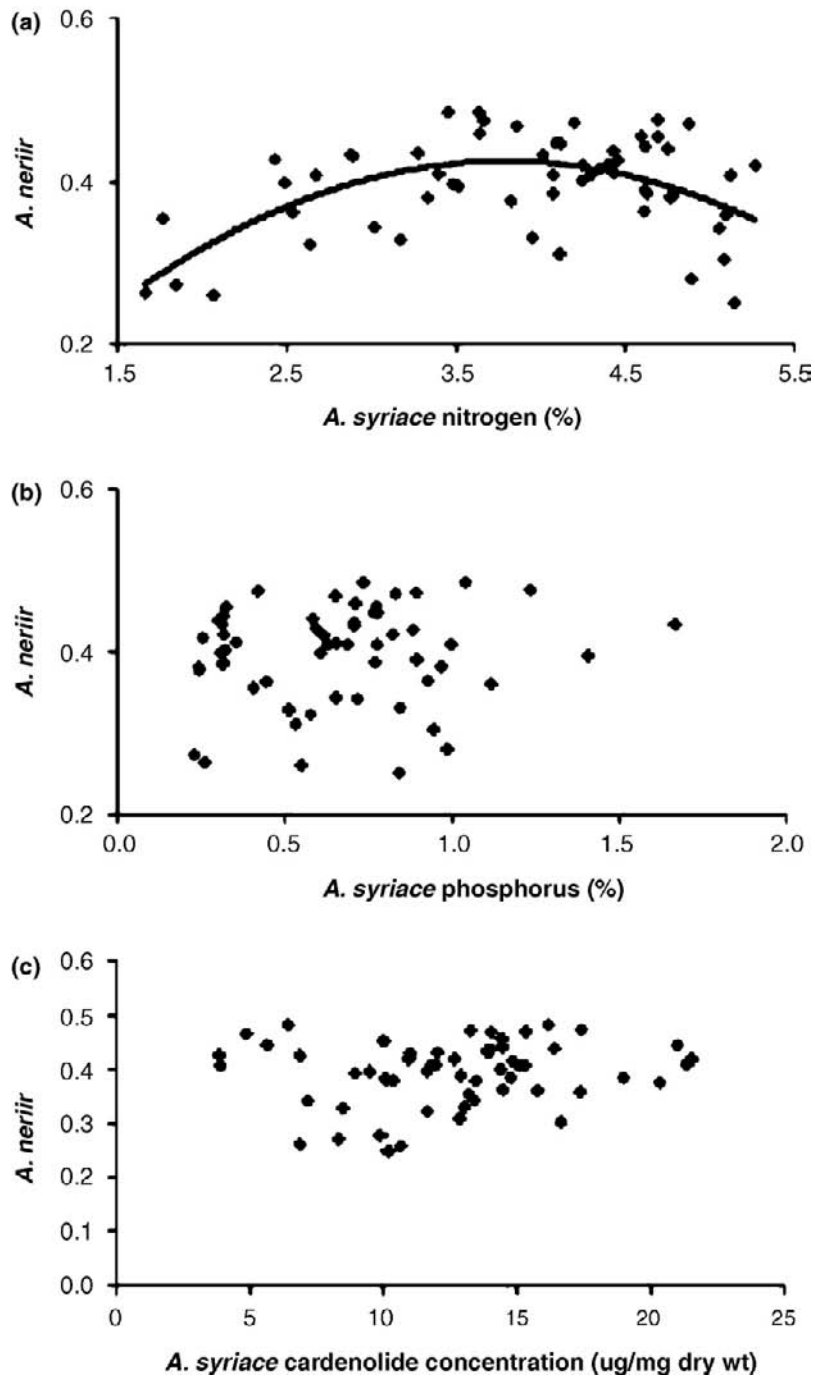 (a)
0.6
0.4
0.2
A. neriir
1.5 2.5 3.5 4.5 5.5
A. syriace nitrogen (%)
(b)
0.6
0.4
0.2
A. neriir
0.0 0.5 1.0 1.5 2.0
A. syriace phosphorus (%)
(c)
0.6
0.5
0.4
0.3
0.2
0.1
0.0
A. neriir
0 5 10 15 20 25
A. syriace cardenolide concentration (ug/mg dry wt)